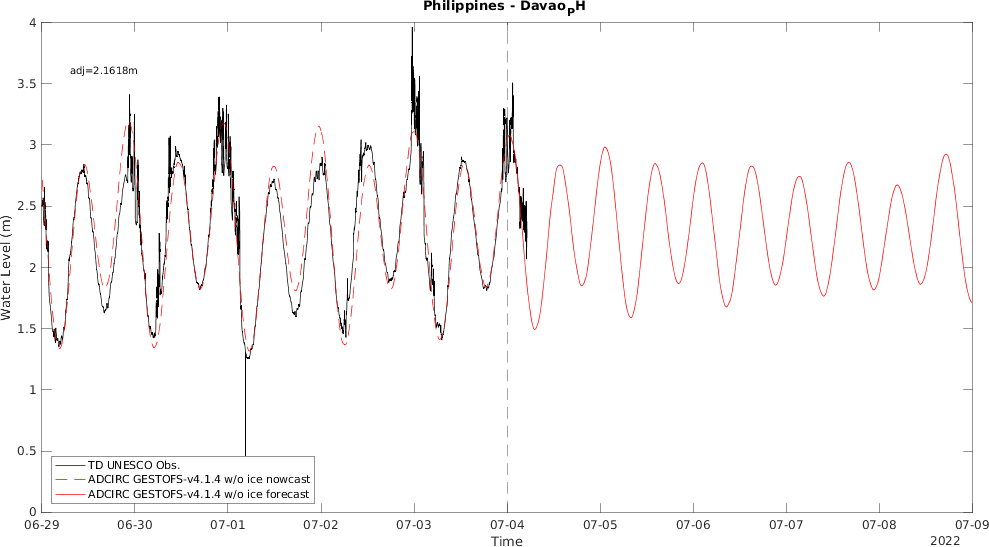 Philippines - Davao_PH
4
3.5
3
2.5
2
1.5
1
0.5
0
Water Level (m)
adj=2.1618m
TD UNESCO Obs.
ADCIRC GESTOFS-v4.1.4 w/o ice nowcast
ADCIRC GESTOFS-v4.1.4 w/o ice forecast
06-29 06-30 07-01 07-02 07-03 07-04 07-05 07-06 07-07 07-08 07-09
Time
2022